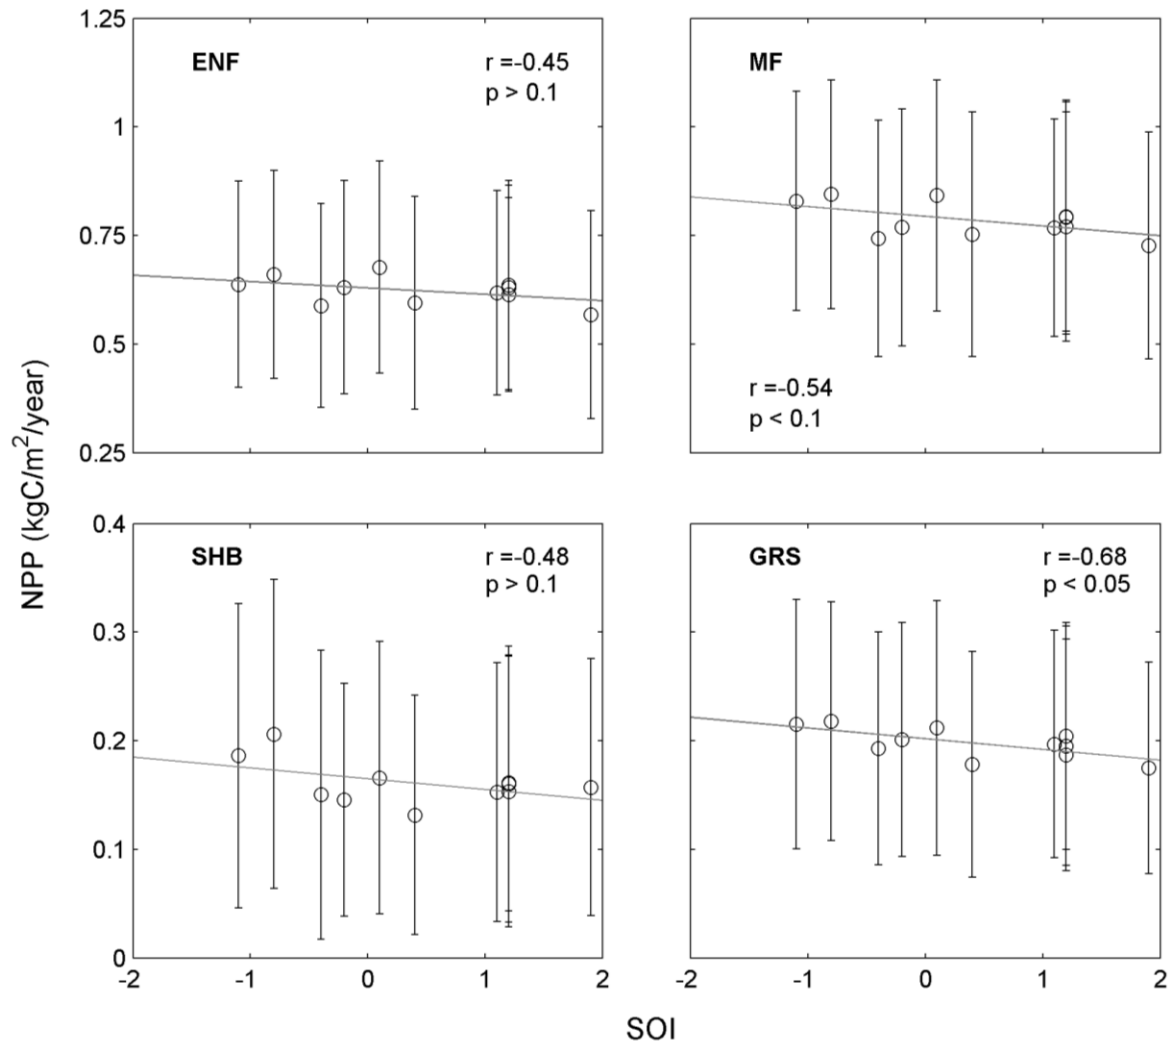 1.25
1
0.75
0.5
0.25
ENF
r =-0.45
p > 0.1
MF
r =-0.54
p < 0.1
NPP (kgC/m²/year)
0.4
0.3
0.2
0.1
0
SHB
r =-0.48
p > 0.1
GRS
r =-0.68
p < 0.05
-2 -1 0 1 2
-2 -1 0 1 2
SOI